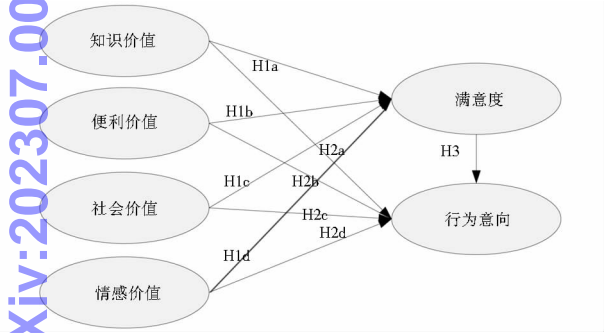 Xiv:202307.00
知识价值
便利价值
社会价值
情感价值
H1a
H1b
H1c
H1d
H2a
H2b
H2c
H2d
满意度
H3
行为意向